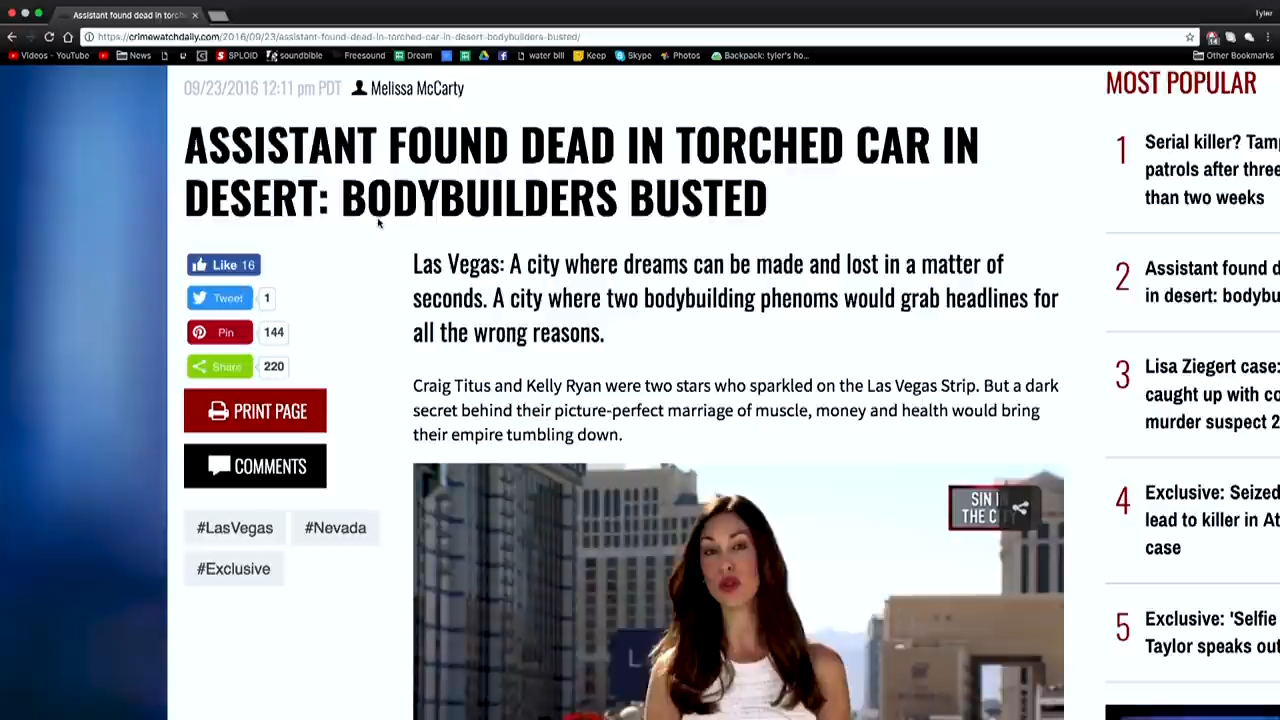 Assistant found dead in torch
Tyler
https://crimewatchdaily.com/2016/09/23/assistant-found-dead-in-torched-car-in-desert-bodybuilders-busted/
Videos - YouTube
News
SPLOID
soundbible
Freesound
Dream
water bill
Keep
Skype
Photos
Backpack: tyler's ho...
Other Bookmarks
09/23/2016 12:11 pm PDT
Melissa McCarty
ASSISTANT FOUND DEAD IN TORCHED CAR IN
DESERT: BODYBUILDERS BUSTED
Like 16
Tweet 1
Pin 144
Share 220
PRINT PAGE
COMMENTS
#LasVegas #Nevada
#Exclusive
Las Vegas: A city where dreams can be made and lost in a matter of
seconds. A city where two bodybuilding phenoms would grab headlines for
all the wrong reasons.
Craig Titus and Kelly Ryan were two stars who sparkled on the Las Vegas Strip. But a dark
secret behind their picture-perfect marriage of muscle, money and health would bring
their empire tumbling down.
SIN I
THE C
MOST POPULAR
1
Serial killer? Tam
patrols after three
than two weeks
2
Assistant found d
in desert: bodybu
3
Lisa Ziegert case:
caught up with co
murder suspect 2
4
Exclusive: Seized
lead to killer in At
case
5
Exclusive: 'Selfie
Taylor speaks out